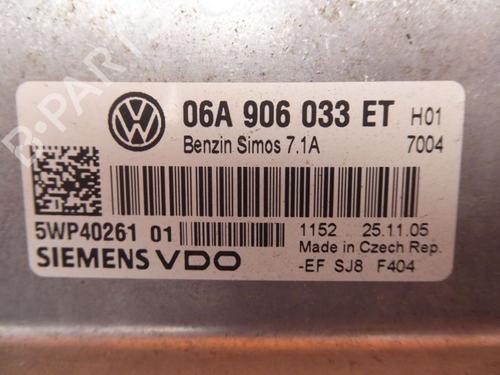 06A 906 033 ET H01
Benzin Simos 7.1A 7004
5WP40261 01
1152 25.11.05
Made in Czech Rep.
SIEMENS VDO
-EF SJ8 F404